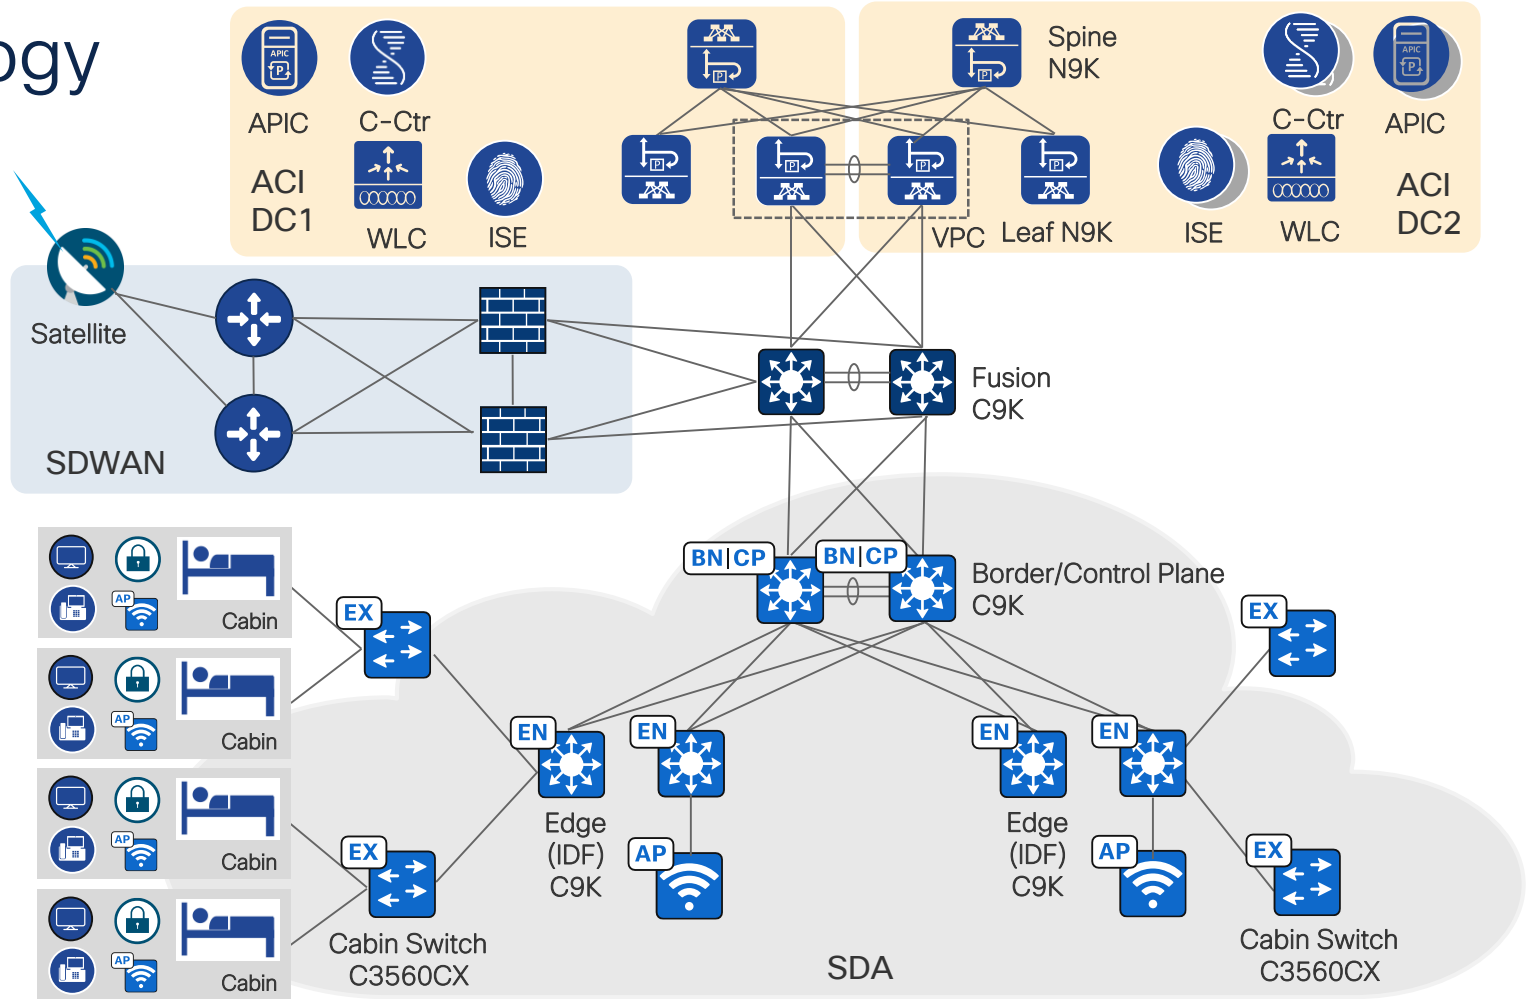 ogy
APIC
C-Ctr
ACI
DC1
WLC
ISE
APIC
P
P
P
P
P
P
P
Spine
N9K
VPC
Leaf N9K
C-Ctr
APIC
ISE
WLC
ACI
DC2
APIC
P
Satellite
SDWAN
Fusion
C9K
BN|CP
BN|CP
Border/Control Plane
C9K
AP
Cabin
AP
Cabin
AP
Cabin
AP
Cabin
EX
EX
Cabin Switch
C3560CX
EN
EN
Edge
(IDF)
C9K
AP
EN
EN
Edge
(IDF)
C9K
AP
EX
EX
Cabin Switch
C3560CX
SDA